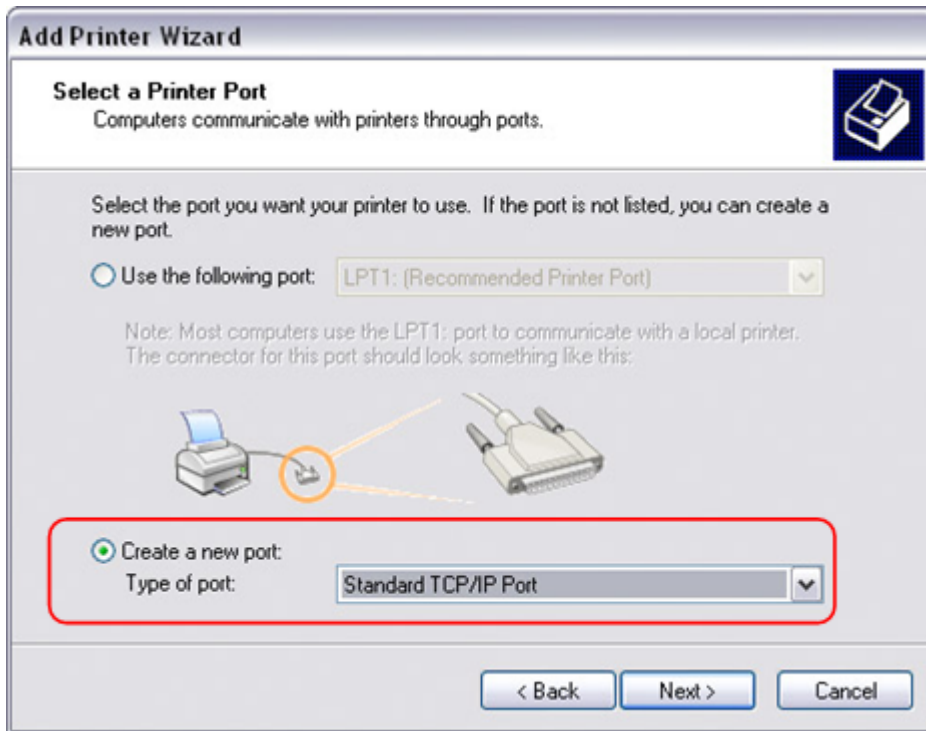 Add Printer Wizard
Select a Printer Port
Computers communicate with printers through ports.
Select the port you want your printer to use.  If the port is not listed, you can create a
new port.
Use the following port: LPT1: (Recommended Printer Port)
Note: Most computers use the LPT1: port to communicate with a local printer.
The connector for this port should look something like this:
Create a new port:
Type of port: Standard TCP/IP Port
< Back Next > Cancel